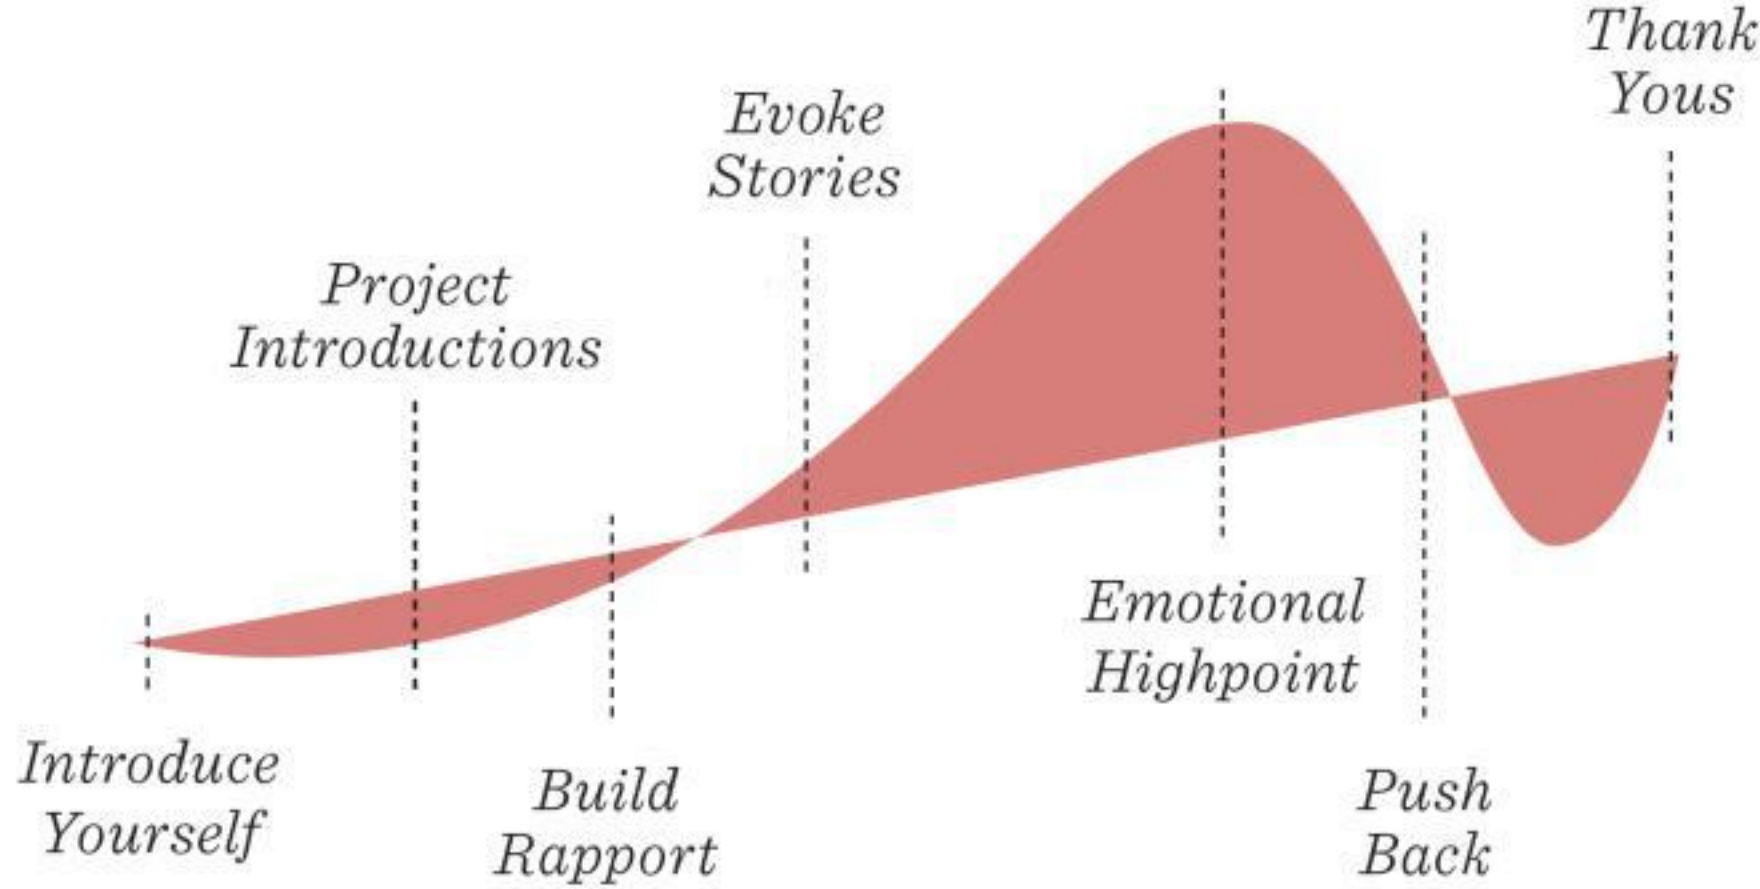 Introduce
Yourself
Project
Introductions
Build
Rapport
Evoke
Stories
Emotional
Highpoint
Push
Back
Thank
Yous